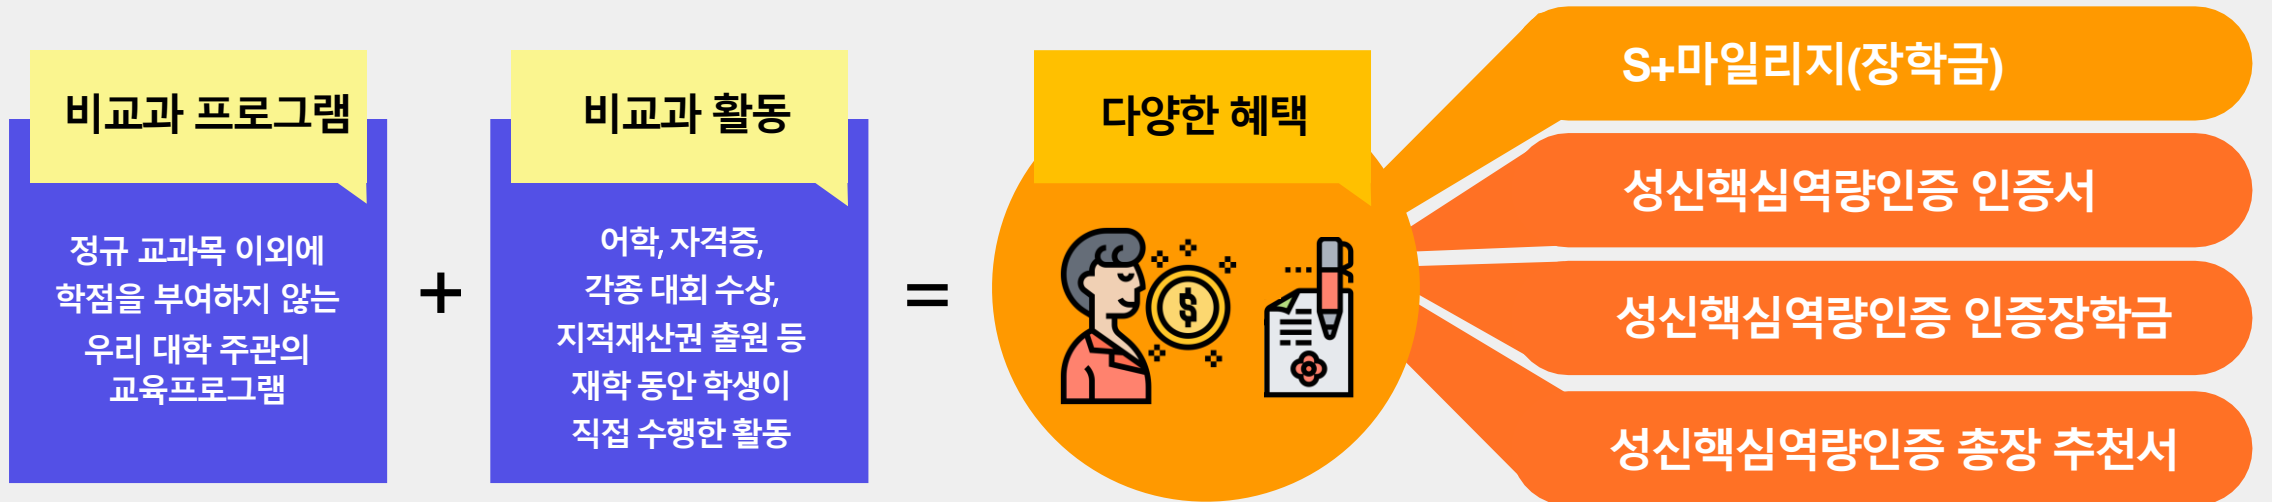 비교과 프로그램
정규 교과목 이외에
학점을 부여하지 않는
우리 대학 주관의
교육프로그램
+
비교과 활동
어학, 자격증,
각종 대회 수상,
지적재산권 출원 등
재학 동안 학생이
직접 수행한 활동
=
다양한 혜택
$
S+마일리지(장학금)
성신핵심역량인증 인증서
성신핵심역량인증 인증장학금
성신핵심역량인증 총장 추천서